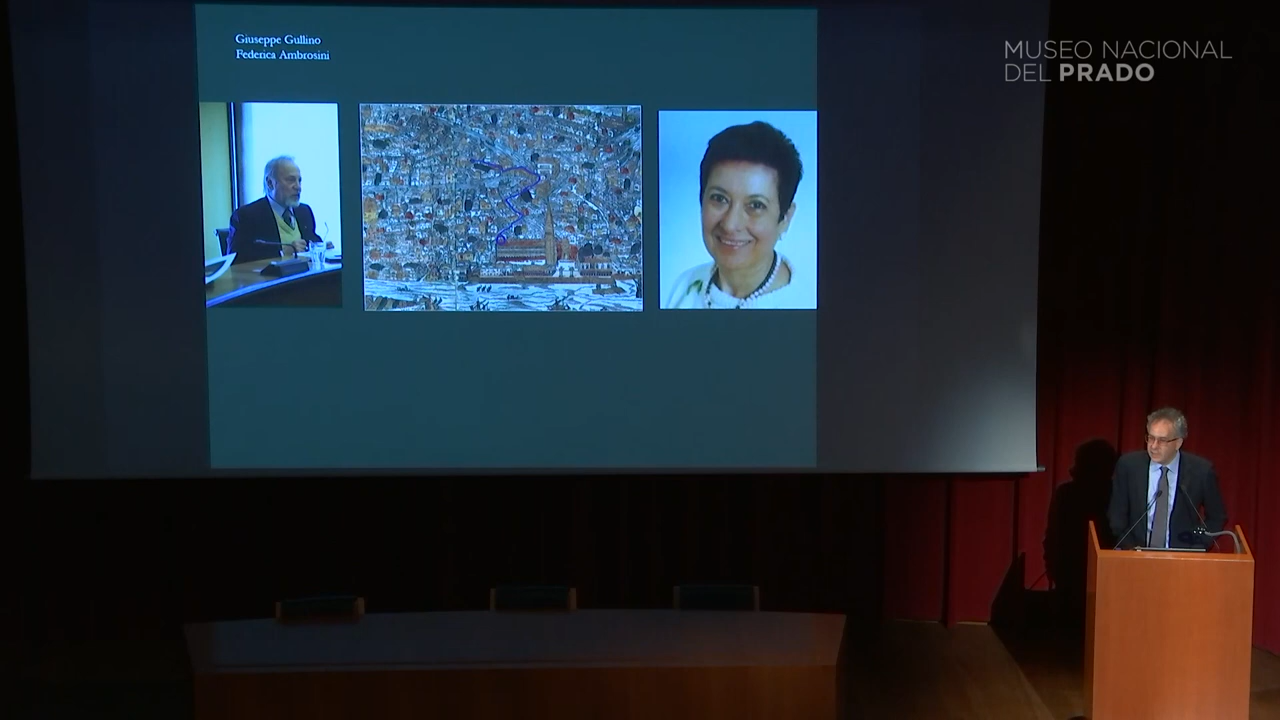 Giuseppe Gullino
Federica Ambrosini
MUSEO NACIONAL
DEL PRADO